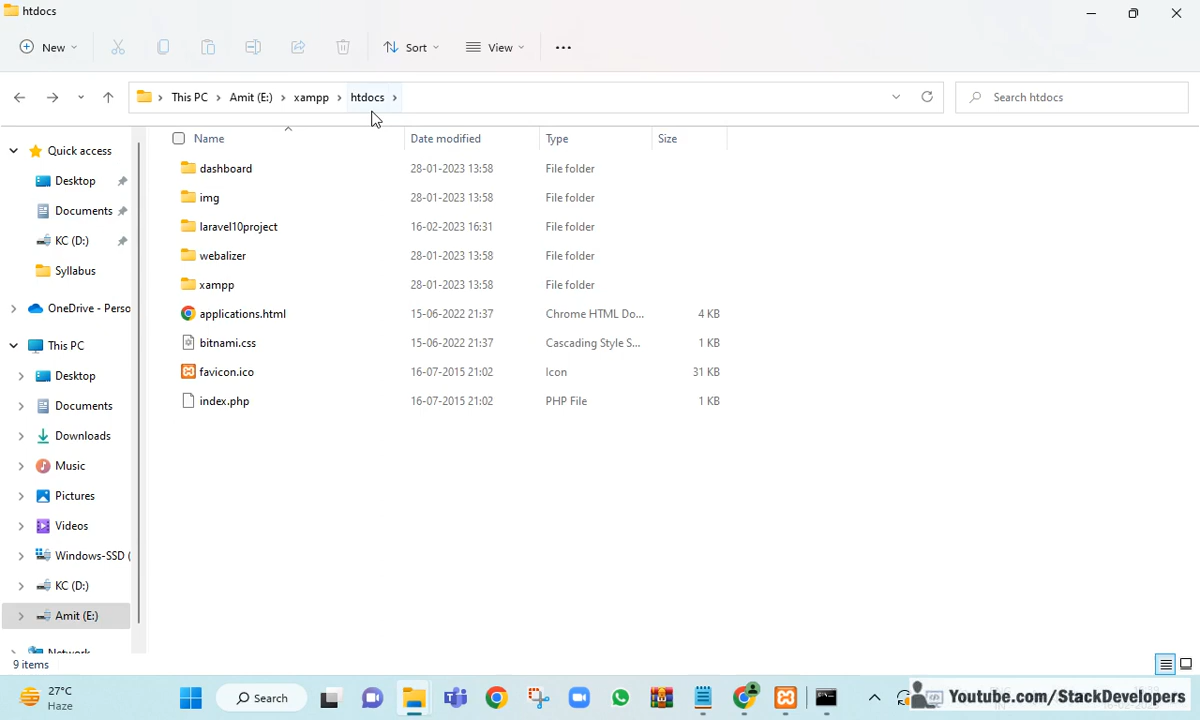 htdocs
New
Sort
View
This PC > Amit (E:) > xampp > htdocs >
Search htdocs
Name
Date modified
Type
Size
Quick access
Desktop
Documents
KC (D:)
Syllabus
OneDrive - Perso
This PC
Desktop
Documents
Downloads
Music
Pictures
Videos
Windows-SSD (
KC (D:)
Amit (E:)
Network
dashboard 28-01-2023 13:58 File folder
img 28-01-2023 13:58 File folder
laravel10project 16-02-2023 16:31 File folder
webalizer 28-01-2023 13:58 File folder
xampp 28-01-2023 13:58 File folder
applications.html 15-06-2022 21:37 Chrome HTML Do... 4 KB
bitnami.css 15-06-2022 21:37 Cascading Style S... 1 KB
favicon.ico 16-07-2015 21:02 Icon 31 KB
index.php 16-07-2015 21:02 PHP File 1 KB
9 items
27°C
Haze
Search
Youtube.com/StackDevelopers